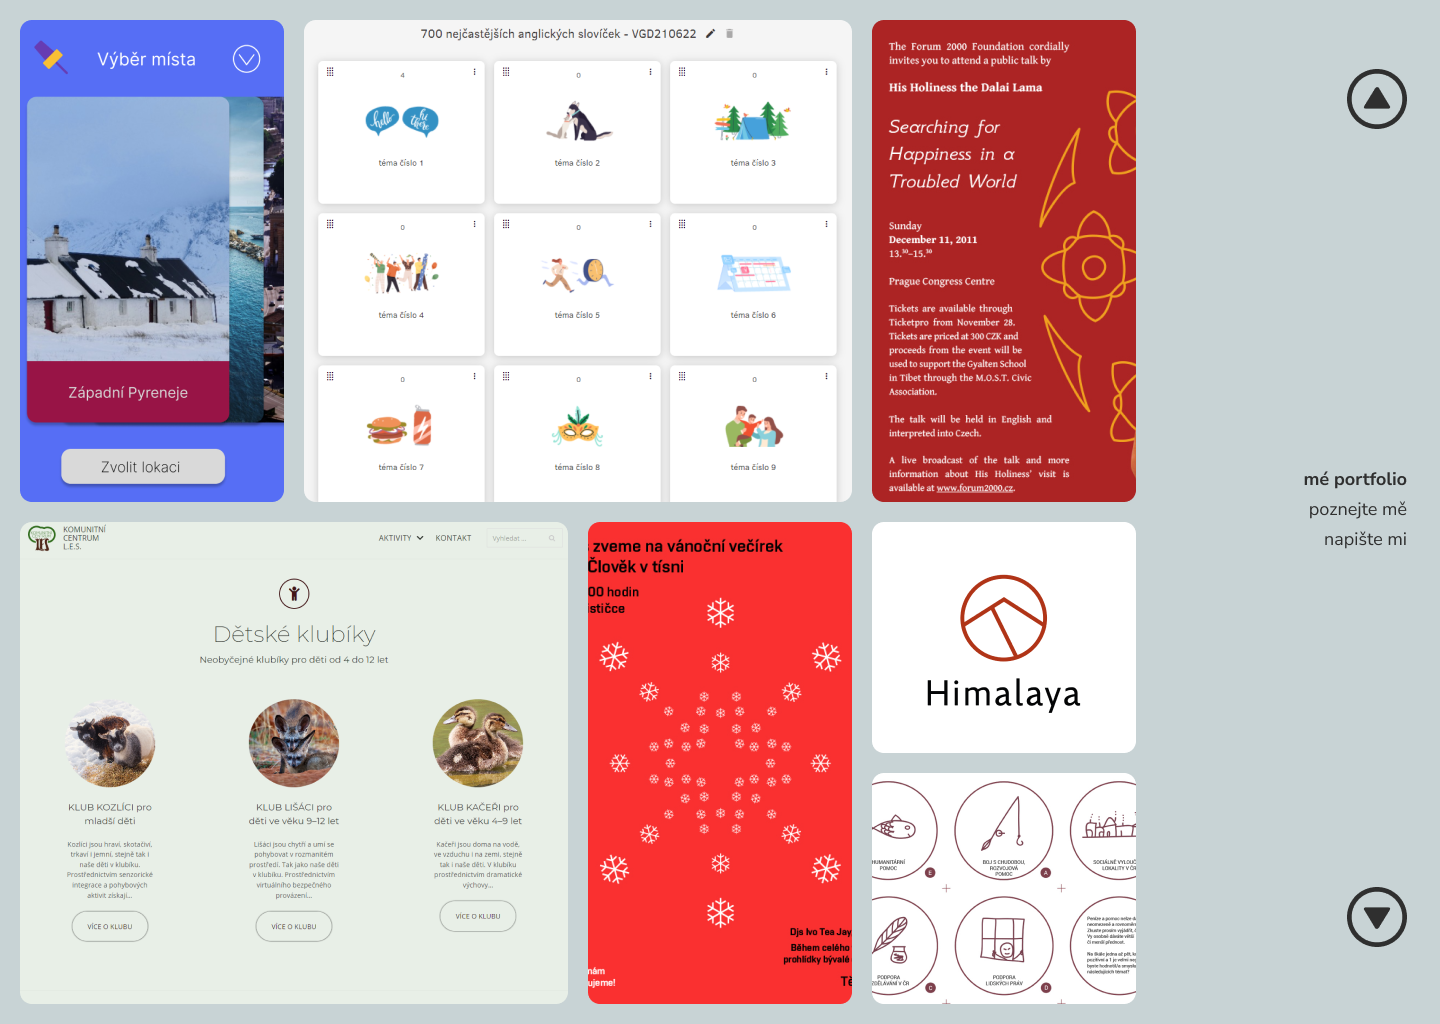 Výběr místa
Západní Pyreneje
Zvolit lokaci
700 nejčastějších anglických slovíček - VGD210622
4
0
0
hello
hi there
téma číslo 1
téma číslo 2
téma číslo 3
0
0
0
téma číslo 4
téma číslo 5
téma číslo 6
0
0
0
téma číslo 7
téma číslo 8
téma číslo 9
The Forum 2000 Foundation cordially
invites you to attend a public talk by
His Holiness the Dalai Lama
Searching for
Happiness in a
Troubled World
Sunday
December 11, 2011
13.30–15.30
Prague Congress Centre
Tickets are available through
Ticketpro from November 28.
Tickets are priced at 300 CZK and
proceeds from the event will be
used to support the Gyalten School
in Tibet through the M.O.S.T. Civic
Association.
The talk will be held in English and
interpreted into Czech.
A live broadcast of the talk and more
information about His Holiness' visit is
available at www.forum2000.cz.
mé portfolio
poznejte mě
napište mi
KOMUNITNÍ
CENTRUM
L.E.S.
AKTIVITY
KONTAKT
Vyhledat ...
Dětské klubíky
Neobyčejné klubíky pro děti od 4 do 12 let
KLUB KOZLÍCI pro
mladší děti
Kozlíci jsou hraví, skotačiví,
trkaví i jemní, stejně tak i
naše děti v klubíku.
Prostřednictvím senzorické
integrace a pohybových
aktivit získají...
VÍCE O KLUBU
KLUB LIŠÁCI pro
děti ve věku 9–12 let
Lišáci jsou chytří a umí se
pohybovat v rozmanitém
prostředí. Tak jako naše děti
v klubíku. Prostřednictvím
virtuálního bezpečného
provázení...
VÍCE O KLUBU
KLUB KAČEŘI pro
děti ve věku 4–9 let
Kačeři jsou doma na vodě,
ve vzduchu i na zemi, stejně
tak i naše děti. V klubíku
prostřednictvím dramatické
výchovy...
VÍCE O KLUBU
s zveme na vánoční večírek
Člověk v tísni
00 hodin
ističce
Djs Ivo Tea Jay
Během celého
prohlídky bývalé
nám
ujeme!
Tě
Himalaya
HUMANITÁRNÍ
POMOC
E
BOJ S CHUDOBOU,
ROZVOJOVÁ
POMOC
A
SOCIÁLNĚ VYLOUČ
LOKALITY V ČR
PODPORA
ZDĚLÁVÁNÍ V ČR
C
PODPORA
LIDSKÝCH PRÁV
D